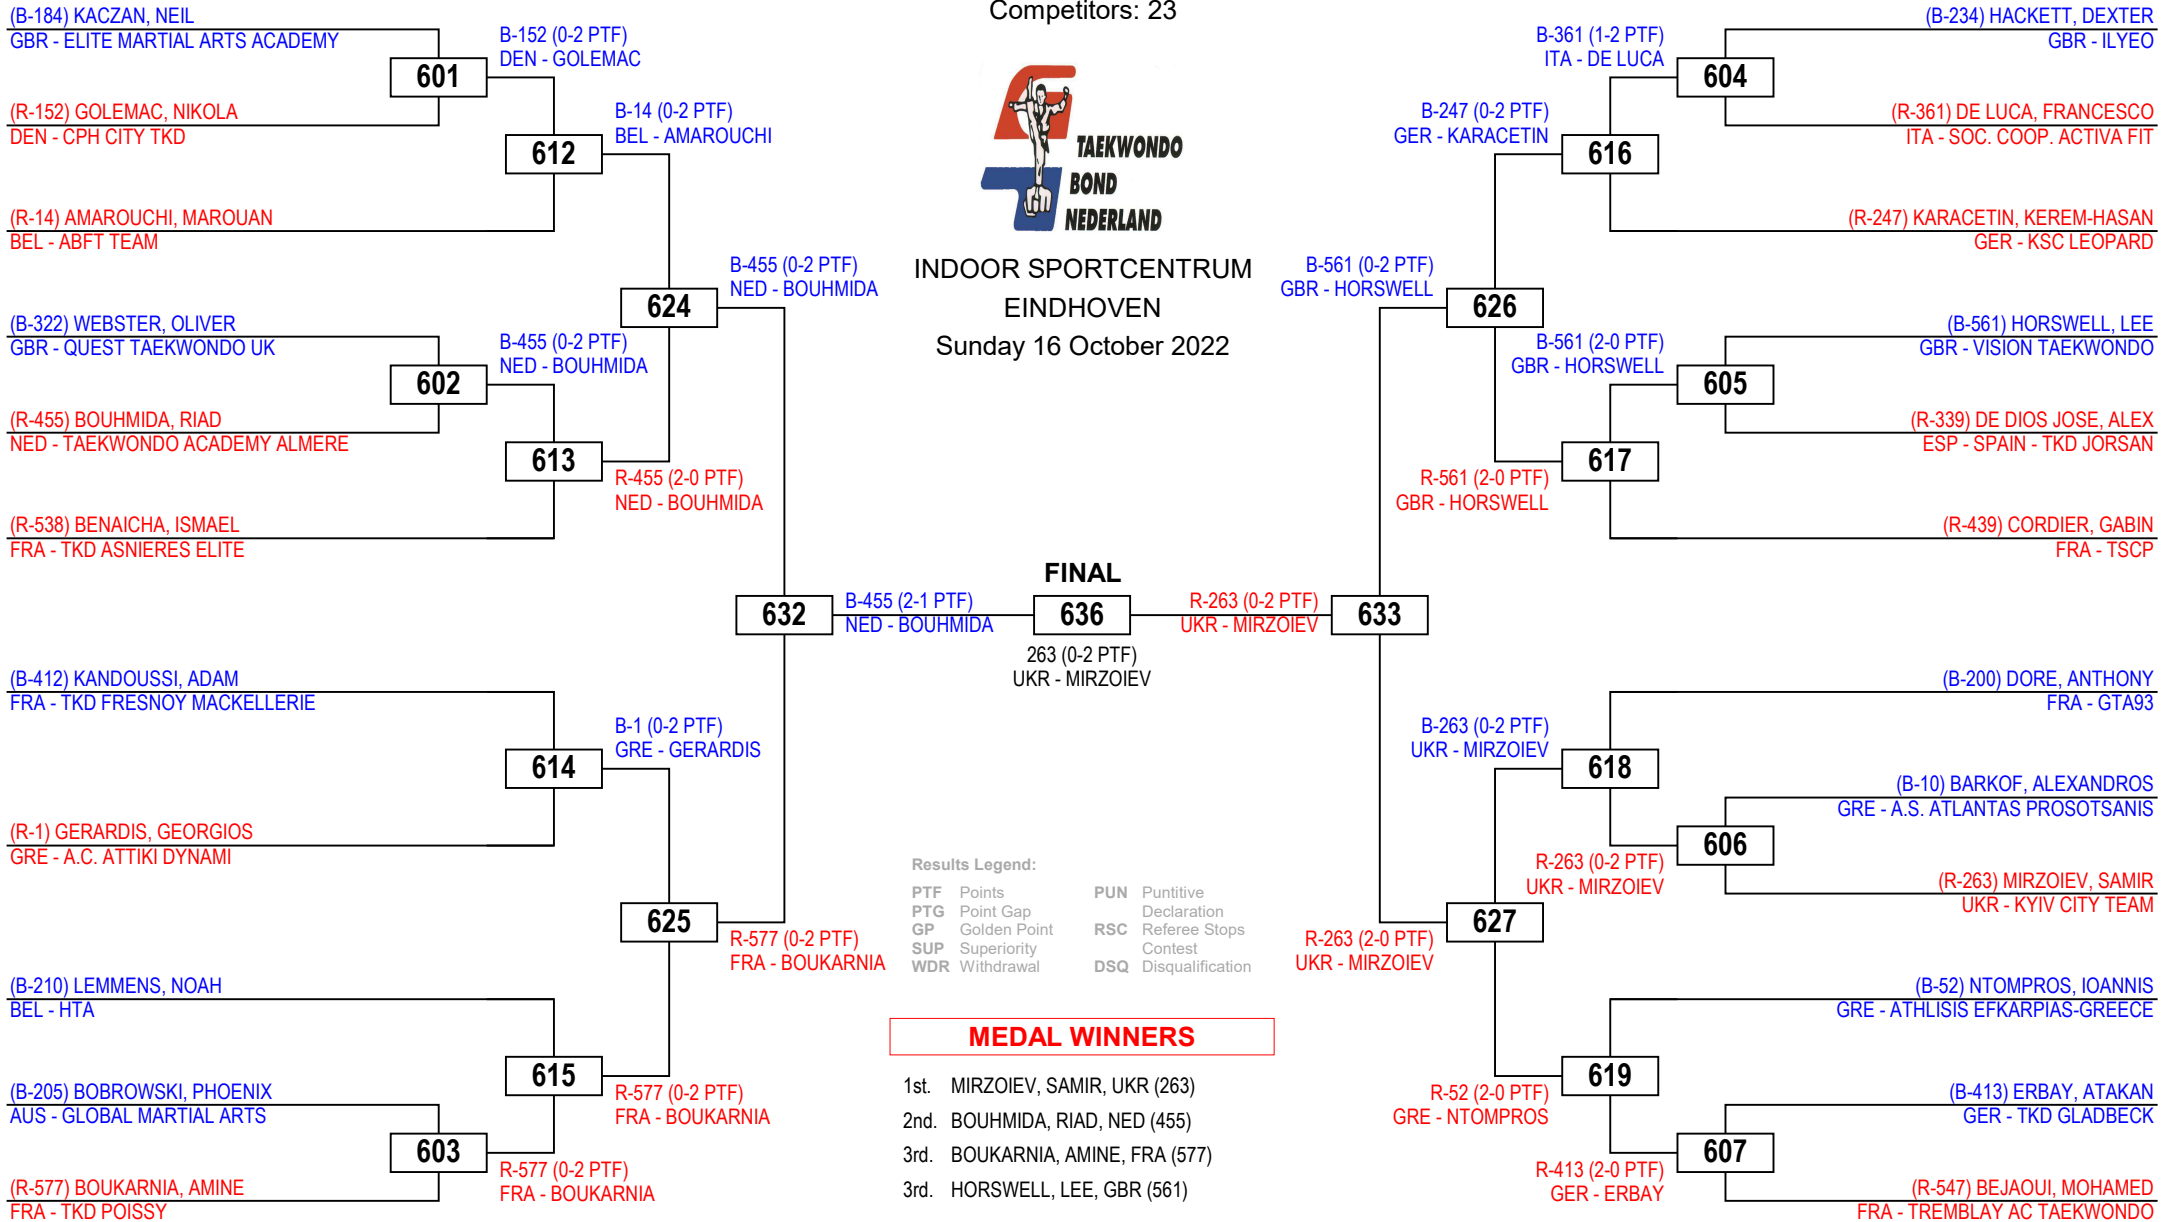 Competitors: 23
(B-184) KACZAN, NEIL
GBR - ELITE MARTIAL ARTS ACADEMY
601
B-152 (0-2 PTF)
DEN - GOLEMAC
(R-152) GOLEMAC, NIKOLA
DEN - CPH CITY TKD
612
B-14 (0-2 PTF)
BEL - AMAROUCHI
(R-14) AMAROUCHI, MAROUAN
BEL - ABFT TEAM
624
B-455 (0-2 PTF)
NED - BOUHMIDA
(B-322) WEBSTER, OLIVER
GBR - QUEST TAEKWONDO UK
602
B-455 (0-2 PTF)
NED - BOUHMIDA
(R-455) BOUHMIDA, RIAD
NED - TAEKWONDO ACADEMY ALMERE
613
R-455 (2-0 PTF)
NED - BOUHMIDA
(R-538) BENAICHA, ISMAEL
FRA - TKD ASNIERES ELITE
632
B-455 (2-1 PTF)
NED - BOUHMIDA
(B-412) KANDOUSSI, ADAM
FRA - TKD FRESNOY MACKELLERIE
614
B-1 (0-2 PTF)
GRE - GERARDIS
(R-1) GERARDIS, GEORGIOS
GRE - A.C. ATTIKI DYNAMI
625
R-577 (0-2 PTF)
FRA - BOUKARNIA
(B-210) LEMMENS, NOAH
BEL - HTA
615
R-577 (0-2 PTF)
FRA - BOUKARNIA
(B-205) BOBROWSKI, PHOENIX
AUS - GLOBAL MARTIAL ARTS
603
R-577 (0-2 PTF)
FRA - BOUKARNIA
(R-577) BOUKARNIA, AMINE
FRA - TKD POISSY
TAEKWONDO
BOND
NEDERLAND
INDOOR SPORTCENTRUM
EINDHOVEN
Sunday 16 October 2022
FINAL
636
263 (0-2 PTF)
UKR - MIRZOIEV
Results Legend:
PTF Points PUN Puntitive
PTG Point Gap Declaration
GP Golden Point RSC Referee Stops
SUP Superiority Contest
WDR Withdrawal DSQ Disqualification
MEDAL WINNERS
1st. MIRZOIEV, SAMIR, UKR (263)
2nd. BOUHMIDA, RIAD, NED (455)
3rd. BOUKARNIA, AMINE, FRA (577)
3rd. HORSWELL, LEE, GBR (561)
(B-234) HACKETT, DEXTER
GBR - ILYEO
B-361 (1-2 PTF)
ITA - DE LUCA
604
(R-361) DE LUCA, FRANCESCO
ITA - SOC. COOP. ACTIVA FIT
B-247 (0-2 PTF)
GER - KARACETIN
616
(R-247) KARACETIN, KEREM-HASAN
GER - KSC LEOPARD
B-561 (0-2 PTF)
GBR - HORSWELL
626
(B-561) HORSWELL, LEE
GBR - VISION TAEKWONDO
B-561 (2-0 PTF)
GBR - HORSWELL
605
(R-339) DE DIOS JOSE, ALEX
ESP - SPAIN - TKD JORSAN
617
R-561 (2-0 PTF)
GBR - HORSWELL
(R-439) CORDIER, GABIN
FRA - TSCP
R-263 (0-2 PTF)
UKR - MIRZOIEV
633
(B-200) DORE, ANTHONY
FRA - GTA93
B-263 (0-2 PTF)
UKR - MIRZOIEV
618
(B-10) BARKOF, ALEXANDROS
GRE - A.S. ATLANTAS PROSOTSANIS
606
R-263 (0-2 PTF)
UKR - MIRZOIEV
(R-263) MIRZOIEV, SAMIR
UKR - KYIV CITY TEAM
627
R-263 (2-0 PTF)
UKR - MIRZOIEV
(B-52) NTOMPROS, IOANNIS
GRE - ATHLISIS EFKARPIAS-GREECE
619
R-52 (2-0 PTF)
GRE - NTOMPROS
(B-413) ERBAY, ATAKAN
GER - TKD GLADBECK
607
R-413 (2-0 PTF)
GER - ERBAY
(R-547) BEJAOUI, MOHAMED
FRA - TREMBLAY AC TAEKWONDO